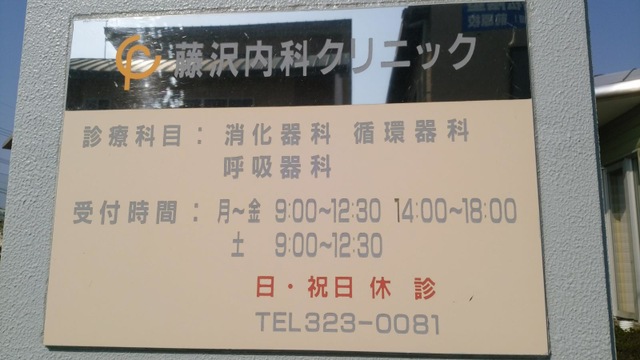 藤沢内科クリニック
診療科目： 消化器科 循環器科
呼吸器科
受付時間： 月～金 9:00～12:30 14:00～18:00
土 9:00～12:30
日・祝日休診
TEL323-0081